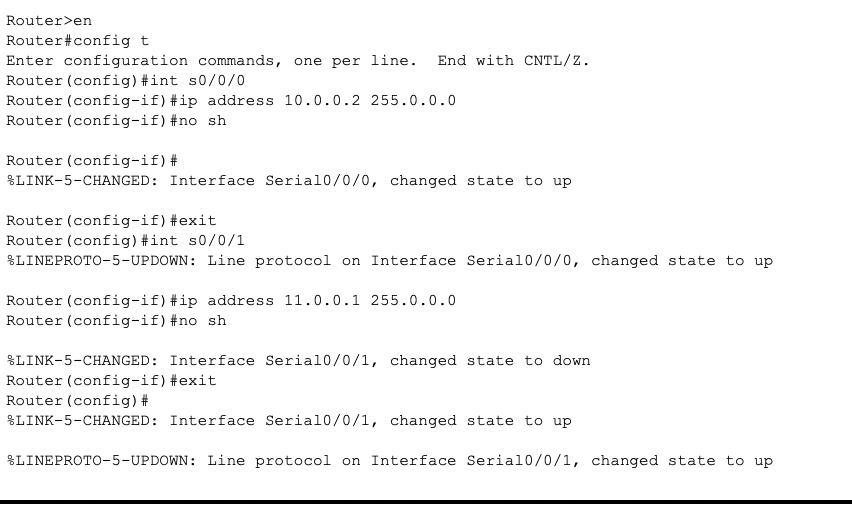 Router>en
Router#config t
Enter configuration commands, one per line.  End with CNTL/Z.
Router(config)#int s0/0/0
Router(config-if)#ip address 10.0.0.2 255.0.0.0
Router(config-if)#no sh
Router(config-if)#
%LINK-5-CHANGED: Interface Serial0/0/0, changed state to up
Router(config-if)#exit
Router(config)#int s0/0/1
%LINEPROTO-5-UPDOWN: Line protocol on Interface Serial0/0/0, changed state to up
Router(config-if)#ip address 11.0.0.1 255.0.0.0
Router(config-if)#no sh
%LINK-5-CHANGED: Interface Serial0/0/1, changed state to down
Router(config-if)#exit
Router(config)#
%LINK-5-CHANGED: Interface Serial0/0/1, changed state to up
%LINEPROTO-5-UPDOWN: Line protocol on Interface Serial0/0/1, changed state to up